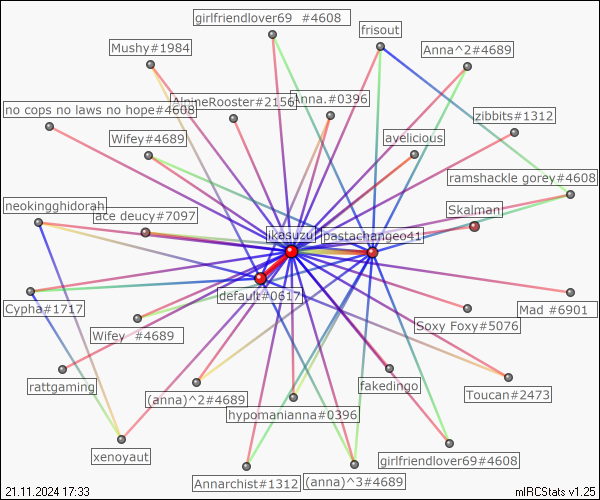 girlfriendlover69 #4608
frisout
Mushy#1984
Anna^2#4689
AlpineRooster#2156
Anna.#0396
no cops no laws no hope#4608
zibbits#1312
Wifey#4689
avelicious
ramshackle gorey#4608
neokingghidorah
ace deucy#7097
Skalman
ikasuzu
pastachangeo41
default#0617
Cypha#1717
Mad #6901
Soxy Foxy#5076
Wifey #4689
rattgaming
(anna)^2#4689
fakedingo
Toucan#2473
hypomanianna#0396
xenoyaut
girlfriendlover69#4608
Annarchist#1312
(anna)^3#4689
21.11.2024 17:33
mIRCStats v1.25